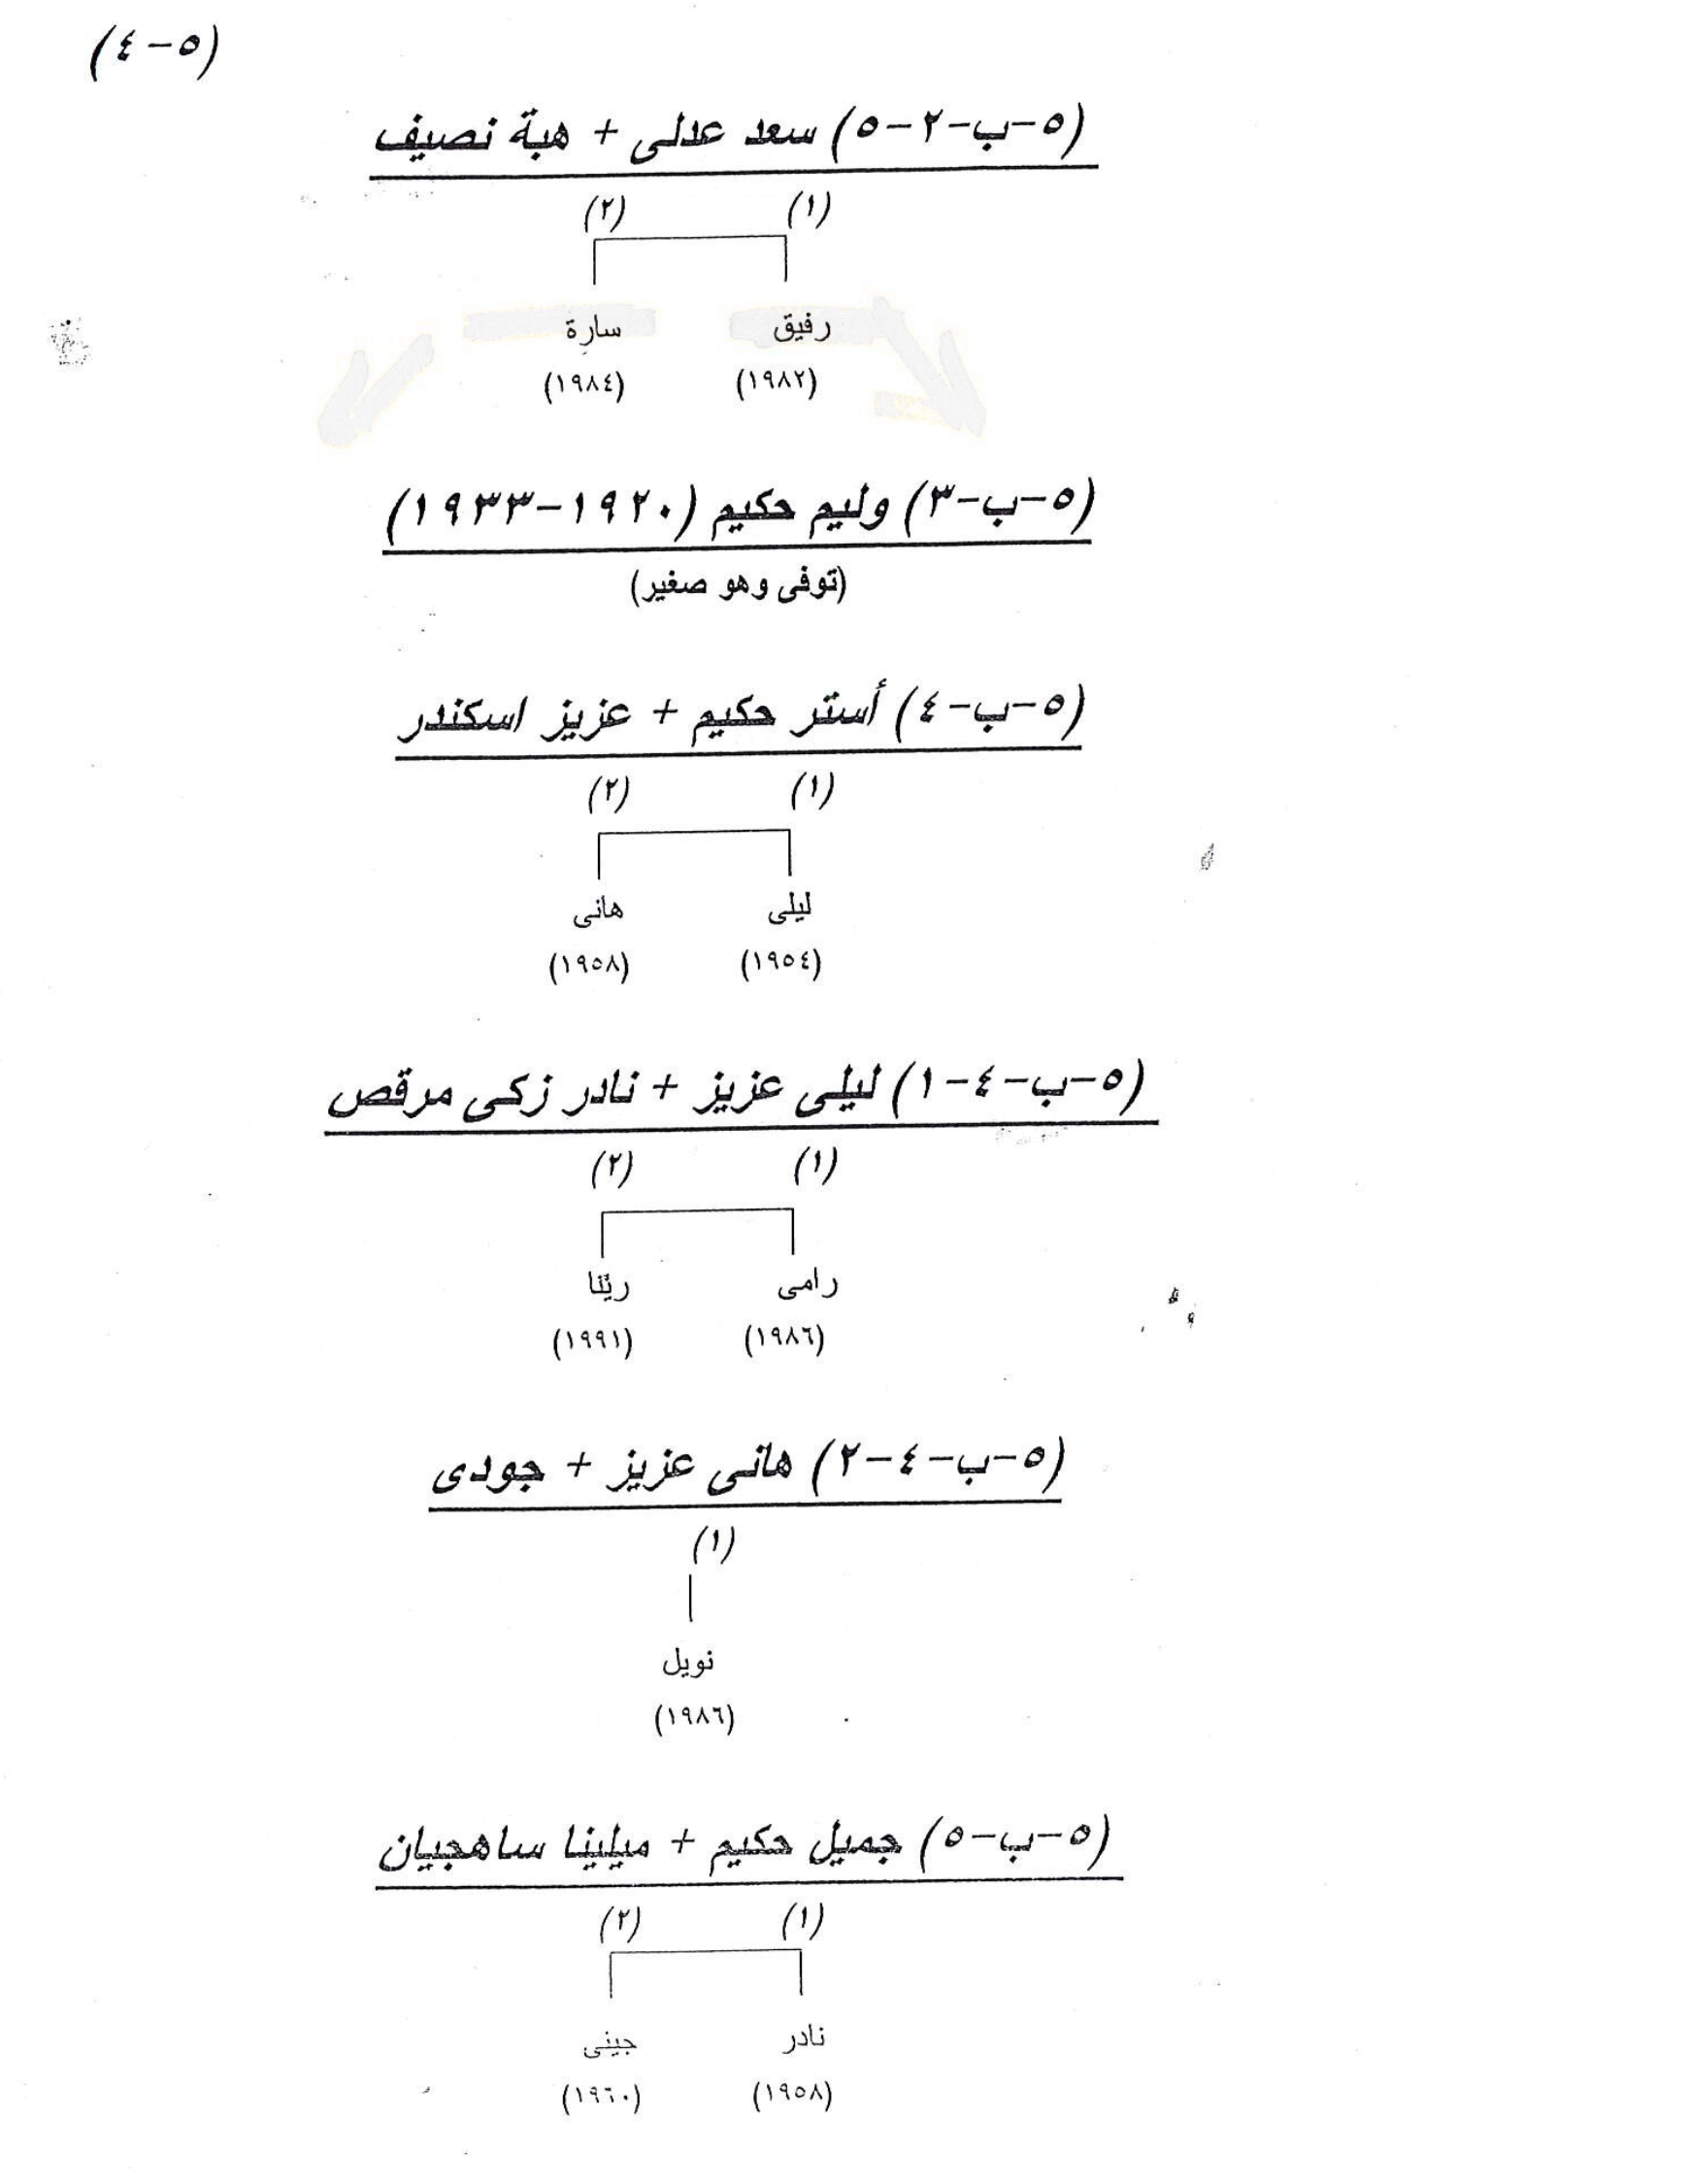 (٥-٤)
(٥-ب-٢-٥) سعد عدلى + هبة نصيف
(١) (٢)
رفيق سارة
(١٩٨٢) (١٩٨٤)
(٥-ب-٣) وليم حكيم (١٩٢٠-١٩٣٣)
(توفى وهو صغير)
(٥-ب-٤) أستر حكيم + عزيز اسكندر
(١) (٢)
ليلى هانى
(١٩٥٤) (١٩٥٨)
(٥-ب-٤-١) ليلى عزيز + نادر زكى مرقص
(١) (٢)
رامى رينا
(١٩٨٦) (١٩٩١)
(٥-ب-٤-٢) هانى عزيز + جودى
(١)
نويل
(١٩٨٦)
(٥-ب-٥) جميل حكيم + ميلينا ساهجيان
(١) (٢)
نادر جينى
(١٩٥٨) (١٩٦٠)